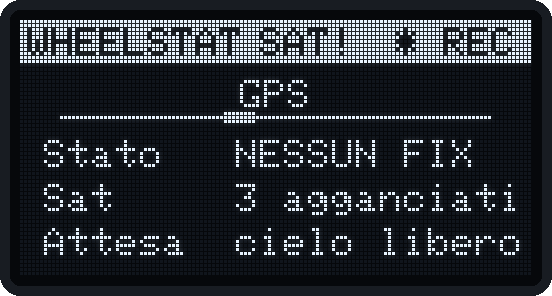 WHEELSTAT SAT! * REC
GPS
Stato NESSUN FIX
Sat 3 agganciati
Attesa cielo libero